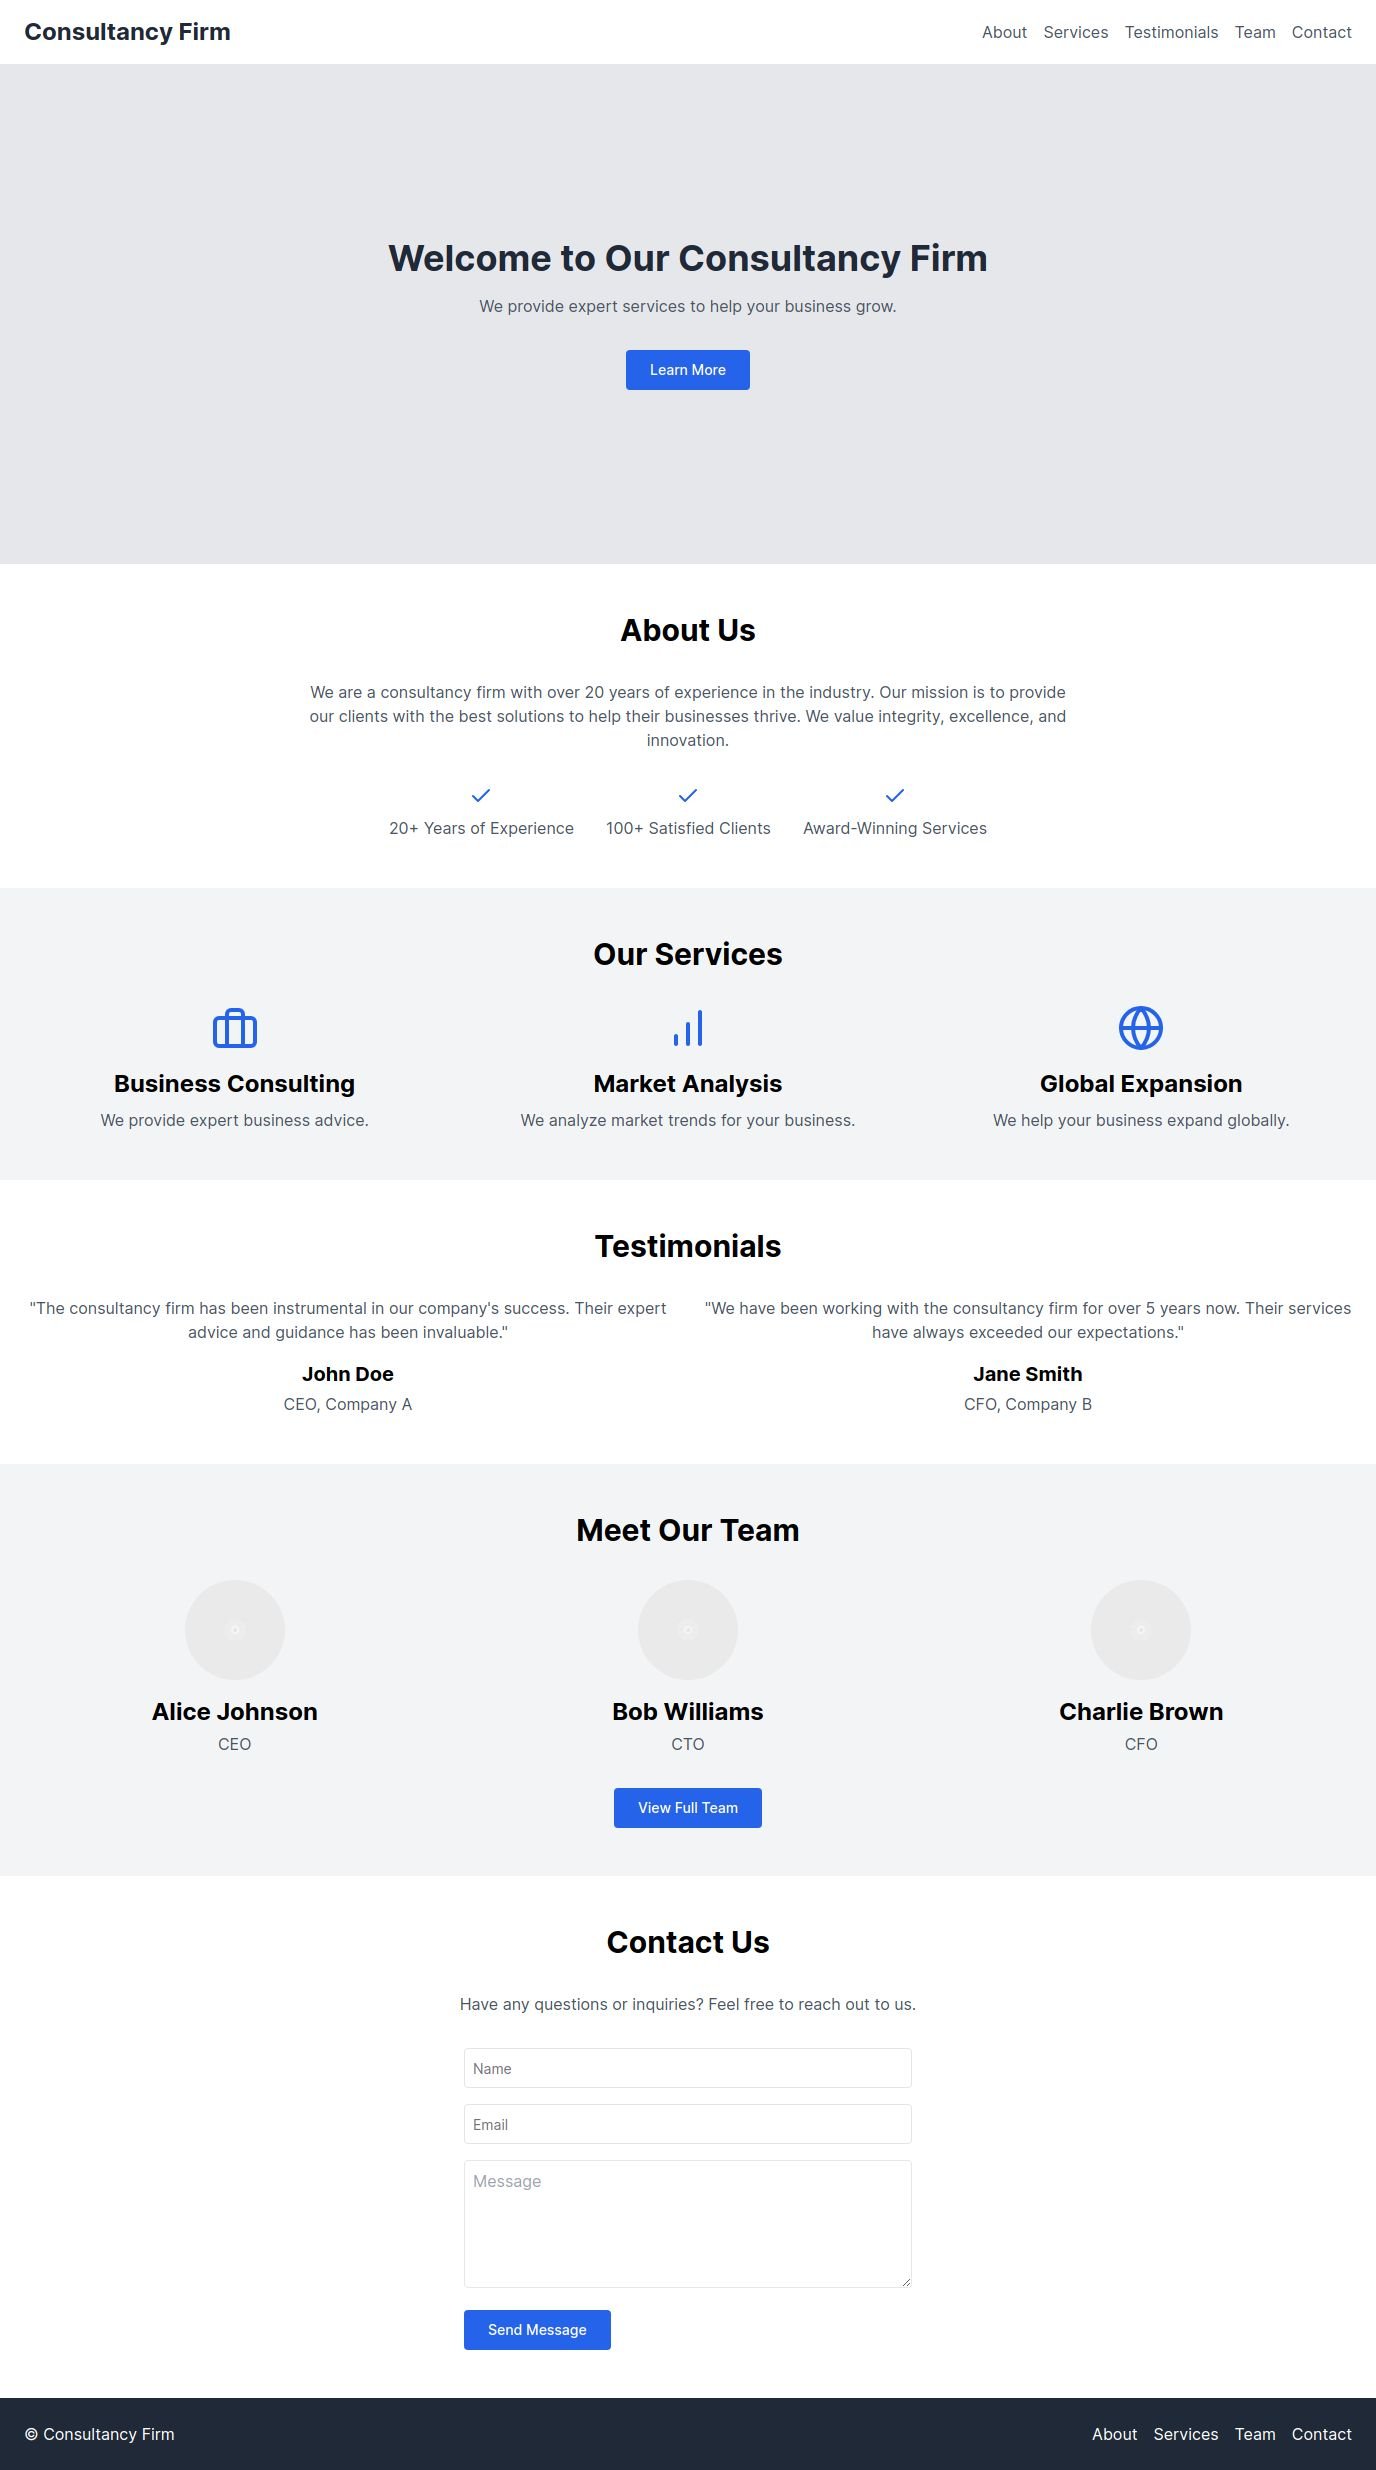 Consultancy Firm
About Services Testimonials Team Contact
Welcome to Our Consultancy Firm
We provide expert services to help your business grow.
Learn More
About Us
We are a consultancy firm with over 20 years of experience in the industry. Our mission is to provide
our clients with the best solutions to help their businesses thrive. We value integrity, excellence, and
innovation.
20+ Years of Experience
100+ Satisfied Clients
Award-Winning Services
Our Services
Business Consulting
We provide expert business advice.
Market Analysis
We analyze market trends for your business.
Global Expansion
We help your business expand globally.
Testimonials
"The consultancy firm has been instrumental in our company's success. Their expert
advice and guidance has been invaluable."
John Doe
CEO, Company A
"We have been working with the consultancy firm for over 5 years now. Their services
have always exceeded our expectations."
Jane Smith
CFO, Company B
Meet Our Team
Alice Johnson
CEO
Bob Williams
CTO
Charlie Brown
CFO
View Full Team
Contact Us
Have any questions or inquiries? Feel free to reach out to us.
Name
Email
Message
Send Message
© Consultancy Firm
About Services Team Contact